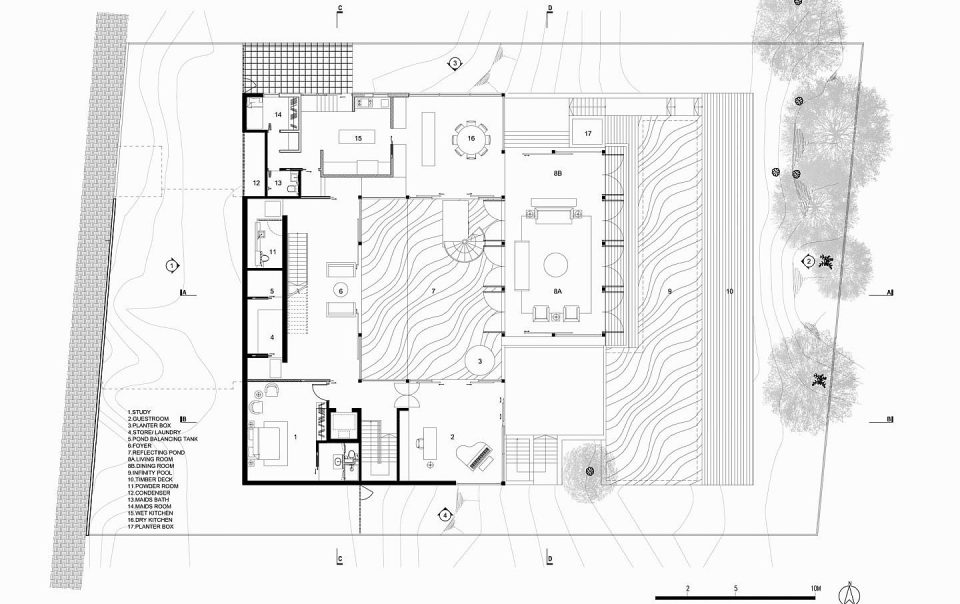 C
D
3
14
15
16
17
8B
12
13
11
1
A
5
6
7
8A
9
10
2
A
4
3
1.STUDY
2.GUESTROOM
3.PLANTER BOX
4.STORE/ LAUNDRY
5.POND BALANCING TANK
6.FOYER
7.REFLECTING POND
8A.LIVING ROOM
8B.DINING ROOM
9.INFINITY POOL
10.TIMBER DECK
11.POWDER ROOM
12.CONDENSER
13.MAIDS BATH
14.MAIDS ROOM
15.WET KITCHEN
16.DRY KITCHEN
17.PLANTER BOX
B
1
2
B
4
C
D
2
5
10M
N